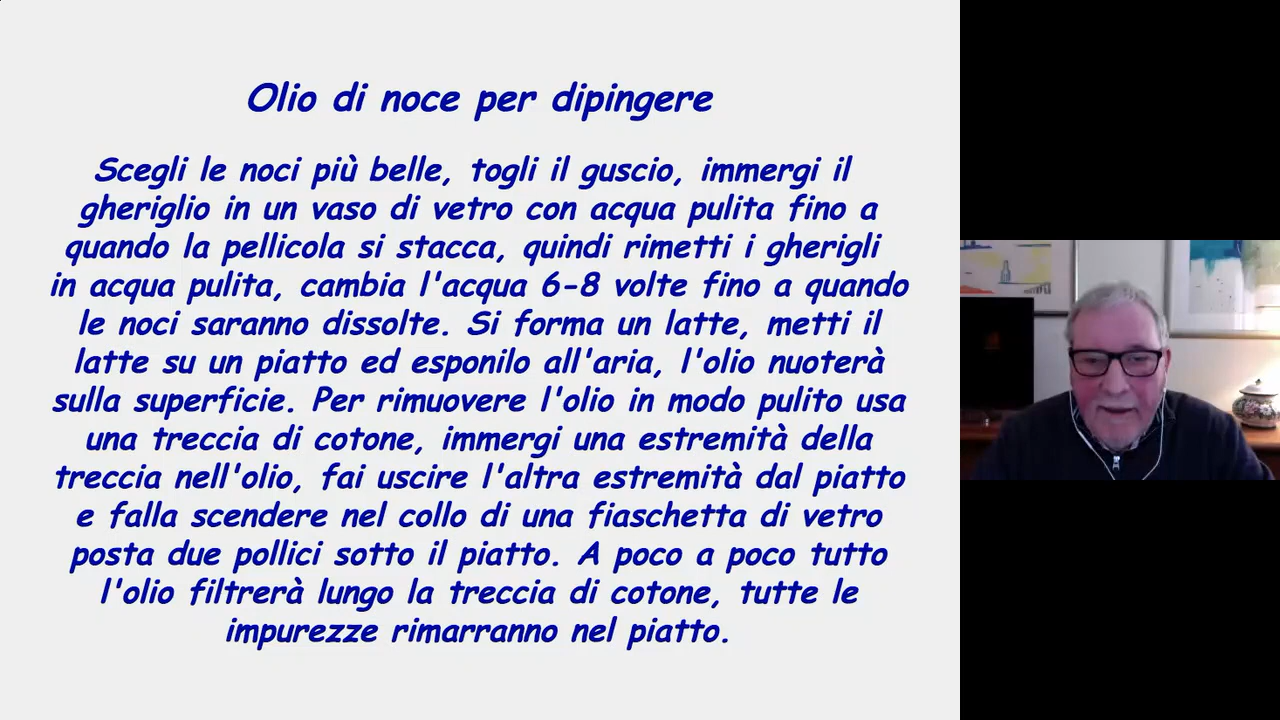 Olio di noce per dipingere
Scegli le noci più belle, togli il guscio, immergi il
gheriglio in un vaso di vetro con acqua pulita fino a
quando la pellicola si stacca, quindi rimetti i gherigli
in acqua pulita, cambia l'acqua 6-8 volte fino a quando
le noci saranno dissolte. Si forma un latte, metti il
latte su un piatto ed esponilo all'aria, l'olio nuoterà
sulla superficie. Per rimuovere l'olio in modo pulito usa
una treccia di cotone, immergi una estremità della
treccia nell'olio, fai uscire l'altra estremità dal piatto
e falla scendere nel collo di una fiaschetta di vetro
posta due pollici sotto il piatto. A poco a poco tutto
l'olio filtrerà lungo la treccia di cotone, tutte le
impurezze rimarranno nel piatto.